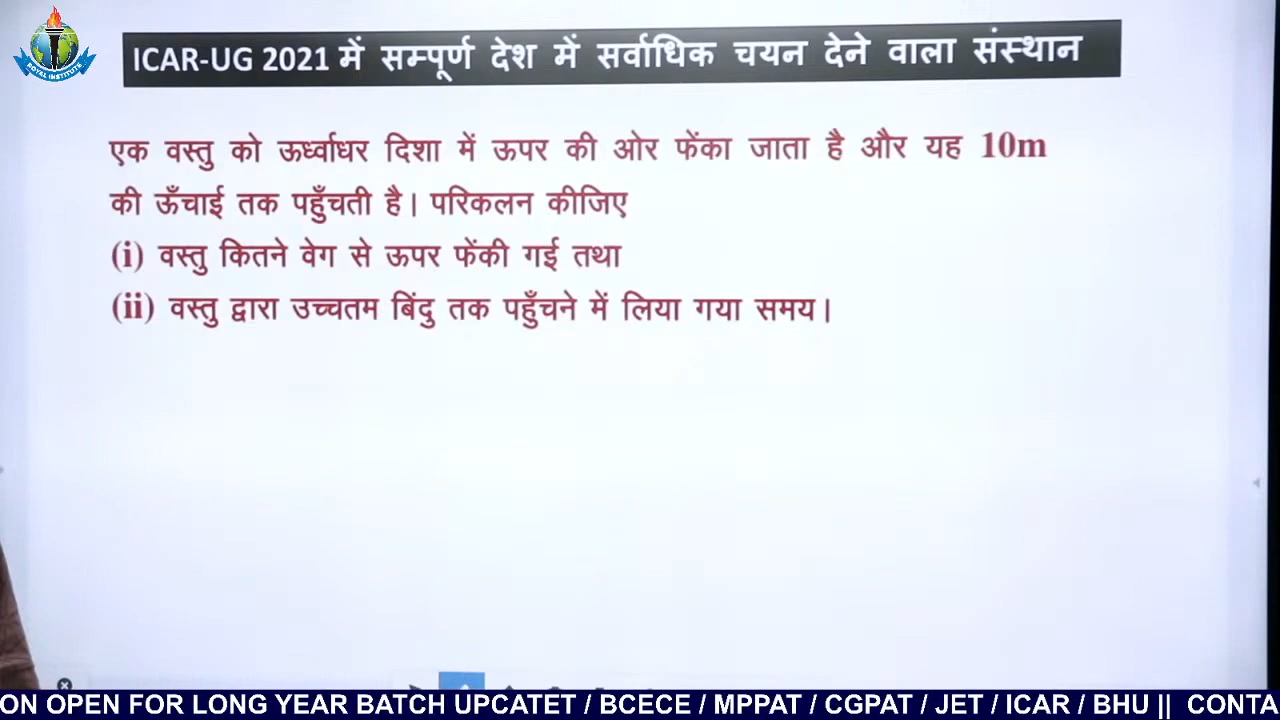 ROYAL INSTITUTE
ICAR-UG 2021 में सम्पूर्ण देश में सर्वाधिक चयन देने वाला संस्थान
एक वस्तु को ऊर्ध्वाधर दिशा में ऊपर की ओर फेंका जाता है और यह 10m
की ऊँचाई तक पहुँचती है। परिकलन कीजिए
(i) वस्तु कितने वेग से ऊपर फेंकी गई तथा
(ii) वस्तु द्वारा उच्चतम बिंदु तक पहुँचने में लिया गया समय।
ON OPEN FOR LONG YEAR BATCH UPCATET / BCECE / MPPAT / CGPAT / JET / ICAR / BHU || CONTA